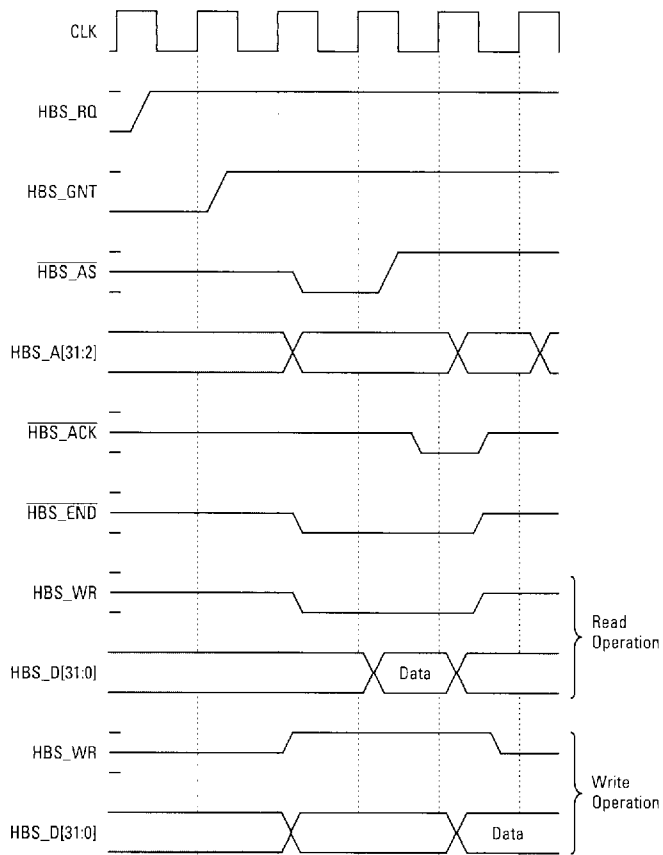 CLK
HBS_RQ
HBS_GNT
HBS_AS
HBS_A[31:2]
HBS_ACK
HBS_END
HBS_WR
Read
Operation
HBS_D[31:0]
Data
HBS_WR
Write
Operation
HBS_D[31:0]
Data